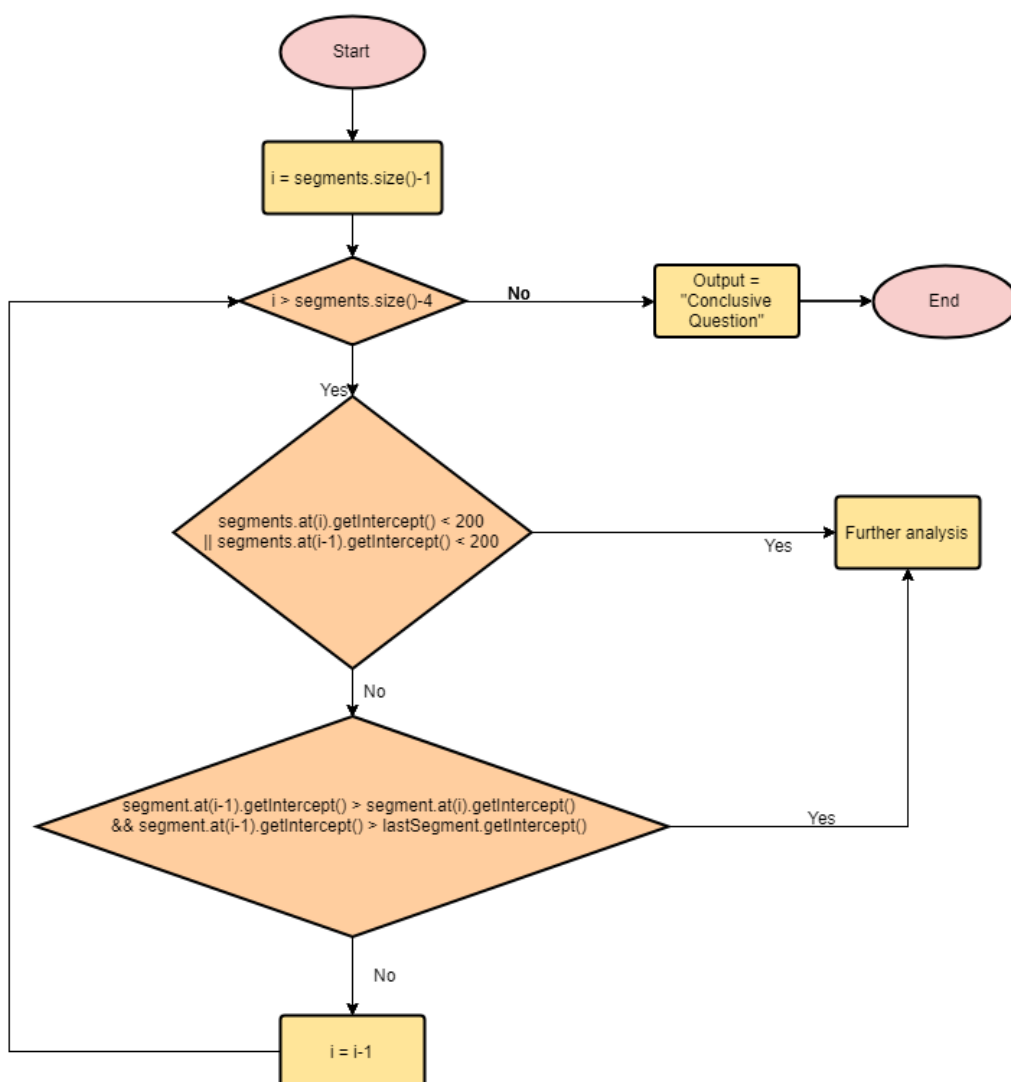 Start
i = segments.size()-1
i > segments.size()-4
No
Output =
"Conclusive
Question"
End
Yes
segments.at(i).getIntercept() < 200
|| segments.at(i-1).getIntercept() < 200
Yes
Further analysis
No
segment.at(i-1).getIntercept() > segment.at(i).getIntercept()
&& segment.at(i-1).getIntercept() > lastSegment.getIntercept()
Yes
No
i = i-1